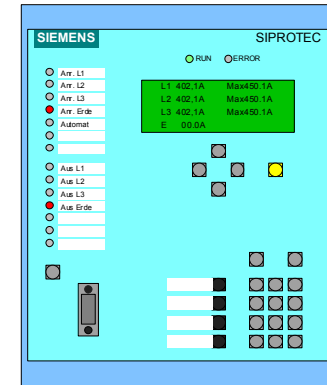 SIEMENS
SIPROTEC
RUN ERROR
Anr. L1
Anr. L2
Anr. L3
Anr. Erde
Automat
L1 402,1A Max450.1A
L2 402,1A Max450.1A
L3 402,1A Max450.1A
E 00.0A
Aus L1
Aus L2
Aus L3
Aus Erde